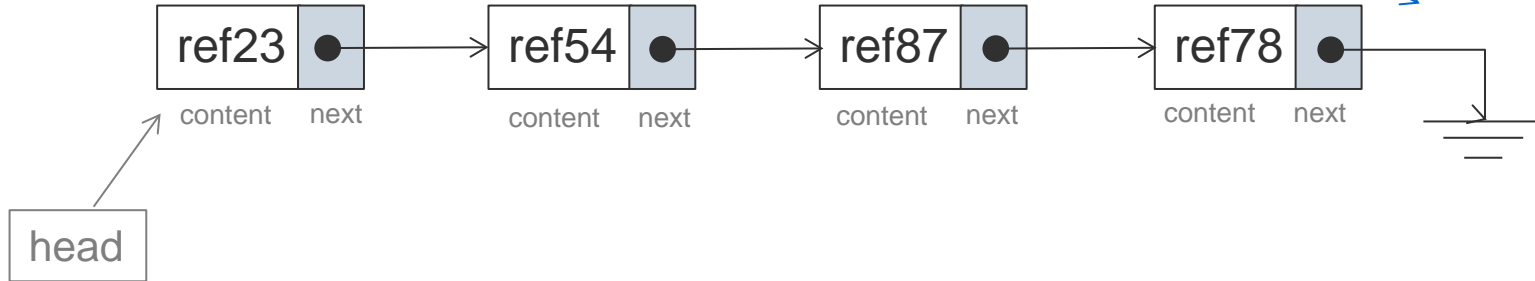 ref23 ref54 ref87 ref78
content next content next content next content next
head